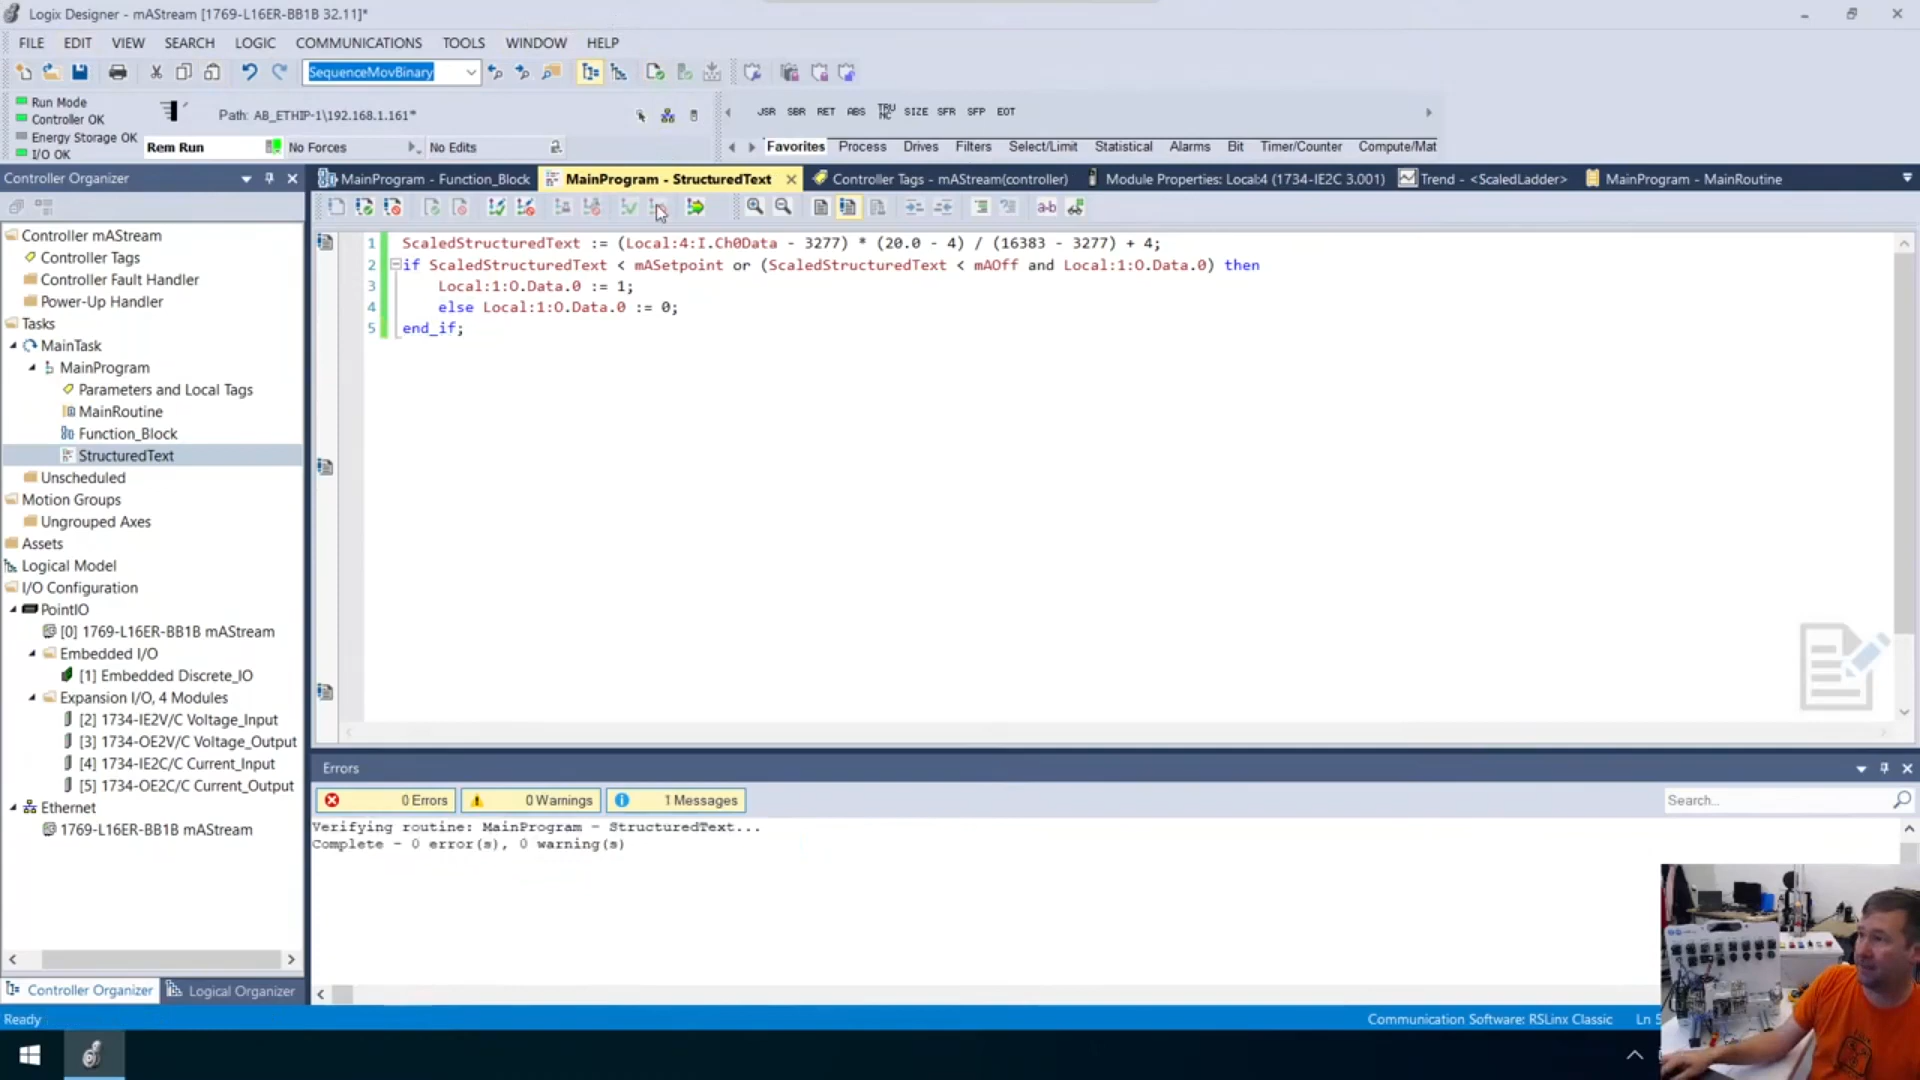 Logix Designer - mAStream [1769-L16ER-BB1B 32.11]*
FILE EDIT VIEW SEARCH LOGIC COMMUNICATIONS TOOLS WINDOW HELP
SequenceMovBinary
Run Mode
Controller OK
Energy Storage OK
I/O OK
Path: AB_ETHIP-1\192.168.1.161*
Rem Run
No Forces
No Edits
JSR SBR RET ABS TRUNC SIZE SFR SFP EOT
Favorites Process Drives Filters Select/Limit Statistical Alarms Bit Timer/Counter Compute/Mat
Controller Organizer
MainProgram - Function_Block
MainProgram - StructuredText
Controller Tags - mAStream(controller)
Module Properties: Local:4 (1734-IE2C 3.001)
Trend - <ScaledLadder>
MainProgram - MainRoutine
a-b
Controller mAStream
Controller Tags
Controller Fault Handler
Power-Up Handler
Tasks
MainTask
MainProgram
Parameters and Local Tags
MainRoutine
Function_Block
StructuredText
Unscheduled
Motion Groups
Ungrouped Axes
Assets
Logical Model
I/O Configuration
PointIO
[0] 1769-L16ER-BB1B mAStream
Embedded I/O
[1] Embedded Discrete_IO
Expansion I/O, 4 Modules
[2] 1734-IE2V/C Voltage_Input
[3] 1734-OE2V/C Voltage_Output
[4] 1734-IE2C/C Current_Input
[5] 1734-OE2C/C Current_Output
Ethernet
1769-L16ER-BB1B mAStream
Controller Organizer
Logical Organizer
1 ScaledStructuredText := (Local:4:I.Ch0Data - 3277) * (20.0 - 4) / (16383 - 3277) + 4;
2 if ScaledStructuredText < mASetpoint or (ScaledStructuredText < mAOff and Local:1:O.Data.0) then
3 Local:1:O.Data.0 := 1;
4 else Local:1:O.Data.0 := 0;
5 end_if;
Errors
0 Errors
0 Warnings
1 Messages
Search...
Verifying routine: MainProgram - StructuredText...
Complete - 0 error(s), 0 warning(s)
Ready
Communication Software: RSLinx Classic
Ln 5